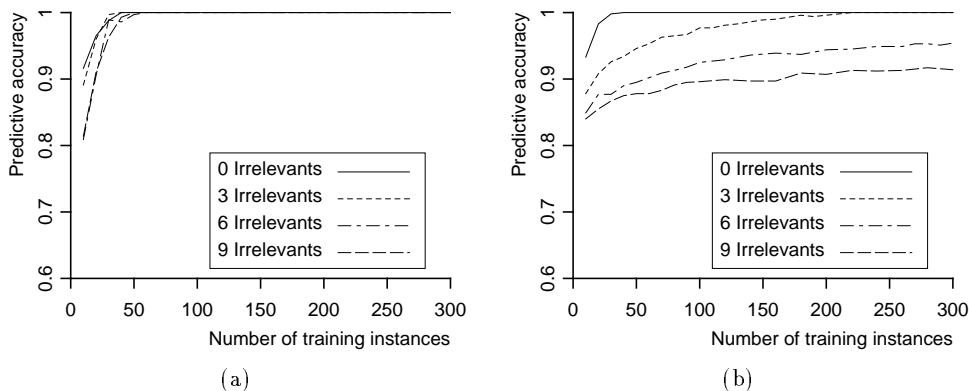 Predictive accuracy
1
0.9
0.8
0.7
0.6
0 Irrelevants
3 Irrelevants
6 Irrelevants
9 Irrelevants
0 50 100 150 200 250 300
Number of training instances
(a)
Predictive accuracy
1
0.9
0.8
0.7
0.6
0 Irrelevants
3 Irrelevants
6 Irrelevants
9 Irrelevants
0 50 100 150 200 250 300
Number of training instances
(b)